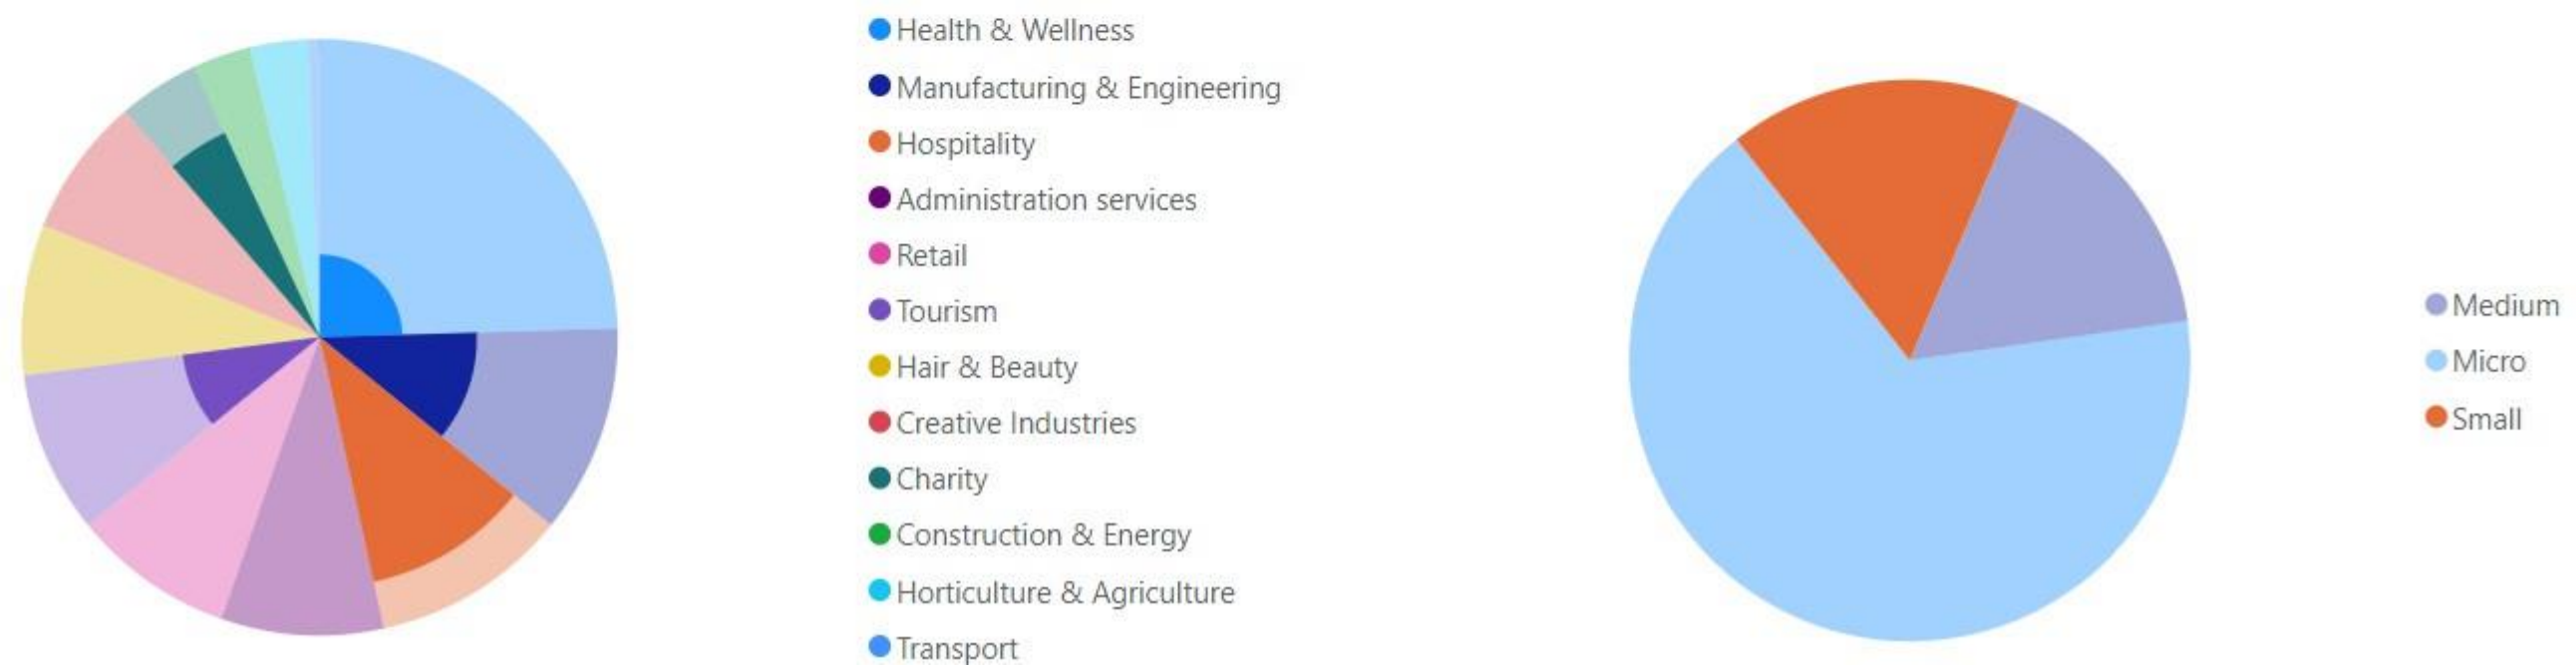 Health & Wellness
Manufacturing & Engineering
Hospitality
Administration services
Retail
Tourism
Hair & Beauty
Creative Industries
Charity
Construction & Energy
Horticulture & Agriculture
Transport
Medium
Micro
Small